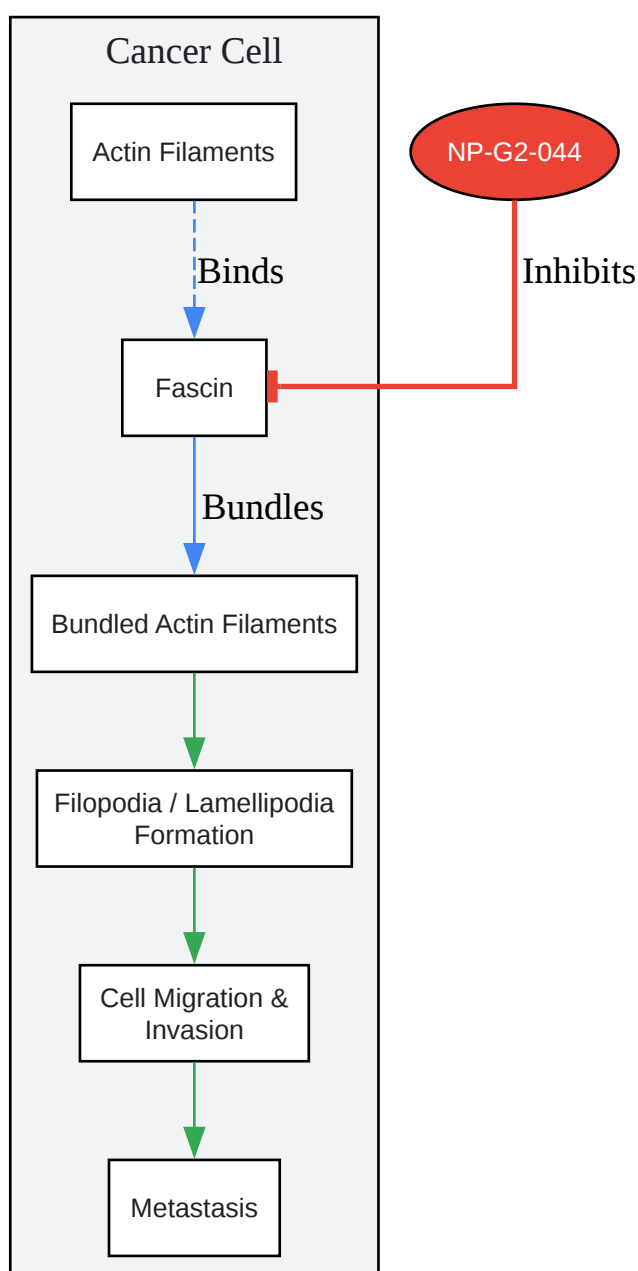 Cancer Cell
Actin Filaments
NP-G2-044
Binds
Inhibits
Fascin
Bundles
Bundled Actin Filaments
Filopodia / Lamellipodia
Formation
Cell Migration &
Invasion
Metastasis